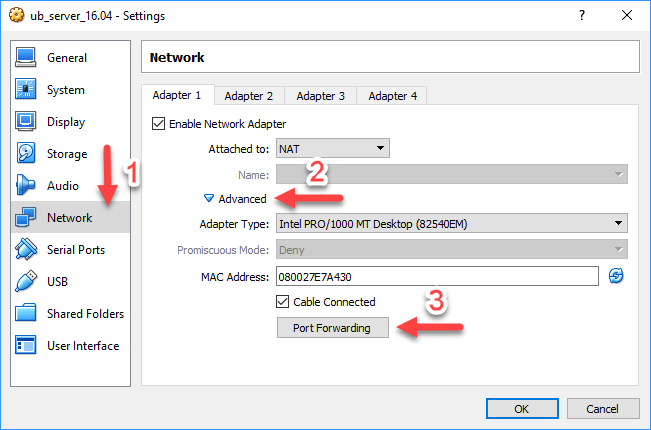 ub_server_16.04 - Settings
?
General
System
Display
Storage
Audio
Network
Serial Ports
USB
Shared Folders
User Interface
1
Network
Adapter 1
Adapter 2
Adapter 3
Adapter 4
Enable Network Adapter
Attached to: NAT
Name:
Advanced
2
Adapter Type: Intel PRO/1000 MT Desktop (82540EM)
Promiscuous Mode: Deny
MAC Address: 080027E7A430
Cable Connected
Port Forwarding
3
OK
Cancel